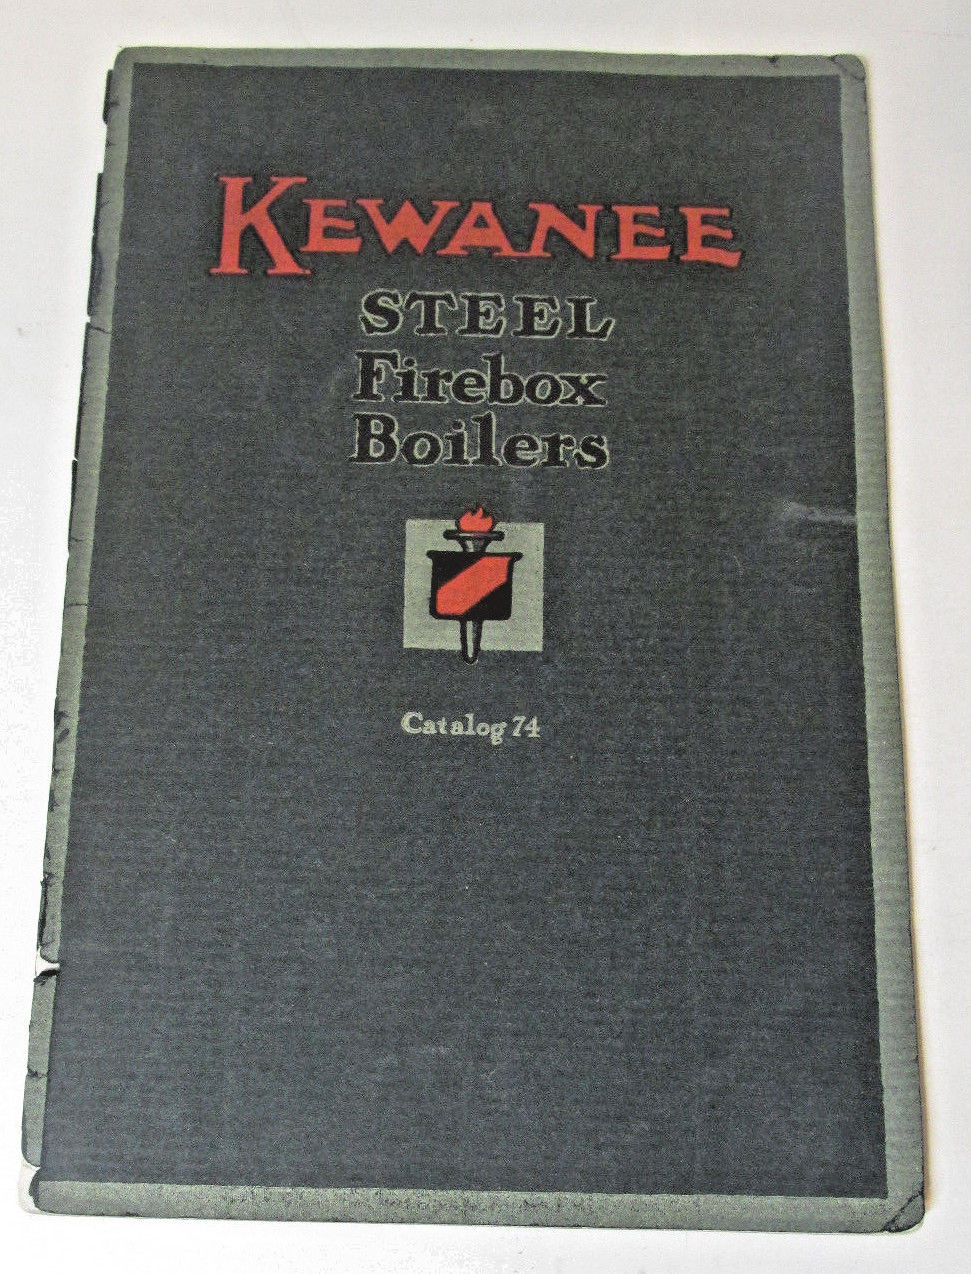 KEWANEE
STEEL
Firebox
Boilers
Catalog 74